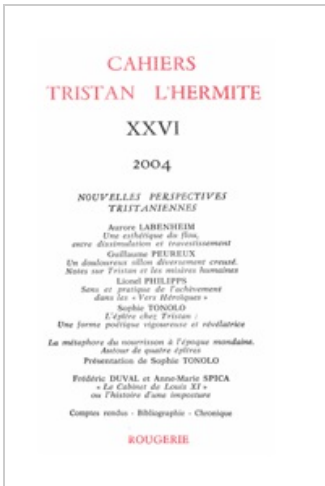 CAHIERS
TRISTAN L'HERMITE
XXVI
2004
NOUVELLES PERSPECTIVES
TRISTANIENNES
Aurore LABENHEIM
Une esthétique du flou,
entre dissimulation et travestissement
Guillaume PEUREUX
Un douloureux sillon diversement creusé.
Notes sur Tristan et les misères humaines
Lionel PHILIPPS
Sens et pratique de l'achèvement
dans les « Vers Héroïques »
Sophie TONOLO
L'épître chez Tristan :
Une forme poétique vigoureuse et révélatrice
La métaphore du nourrisson à l'époque mondaine.
Autour de quatre épîtres
Présentation de Sophie TONOLO
Frédéric DUVAL et Anne-Marie SPICA
« Le Cabinet de Louis XI »
ou l'histoire d'une imposture
Comptes rendus - Bibliographie - Chronique
ROUGERIE